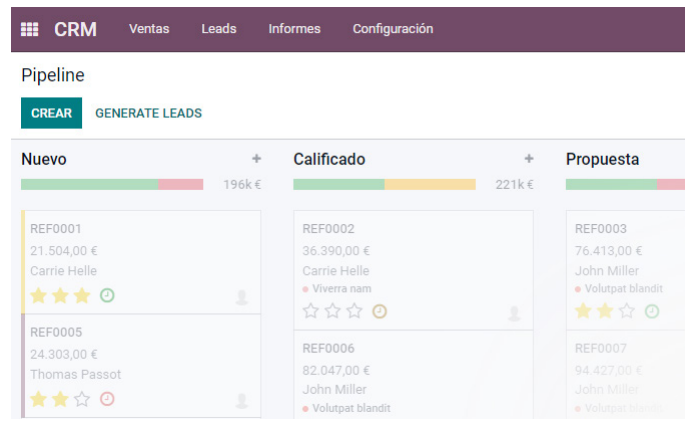 CRM Ventas Leads Informes Configuración
Pipeline
CREAR GENERATE LEADS
Nuevo +
196k €
REF0001
21.504,00 €
Carrie Helle
REF0005
24.303,00 €
Thomas Passot
Calificado +
221k €
REF0002
36.390,00 €
Carrie Helle
Viverra nam
REF0006
82.047,00 €
John Miller
Volutpat blandit
Propuesta
REF0003
76.413,00 €
John Miller
Volutpat blandit
REF0007
94.427,00 €
John Miller
Volutpat blandit